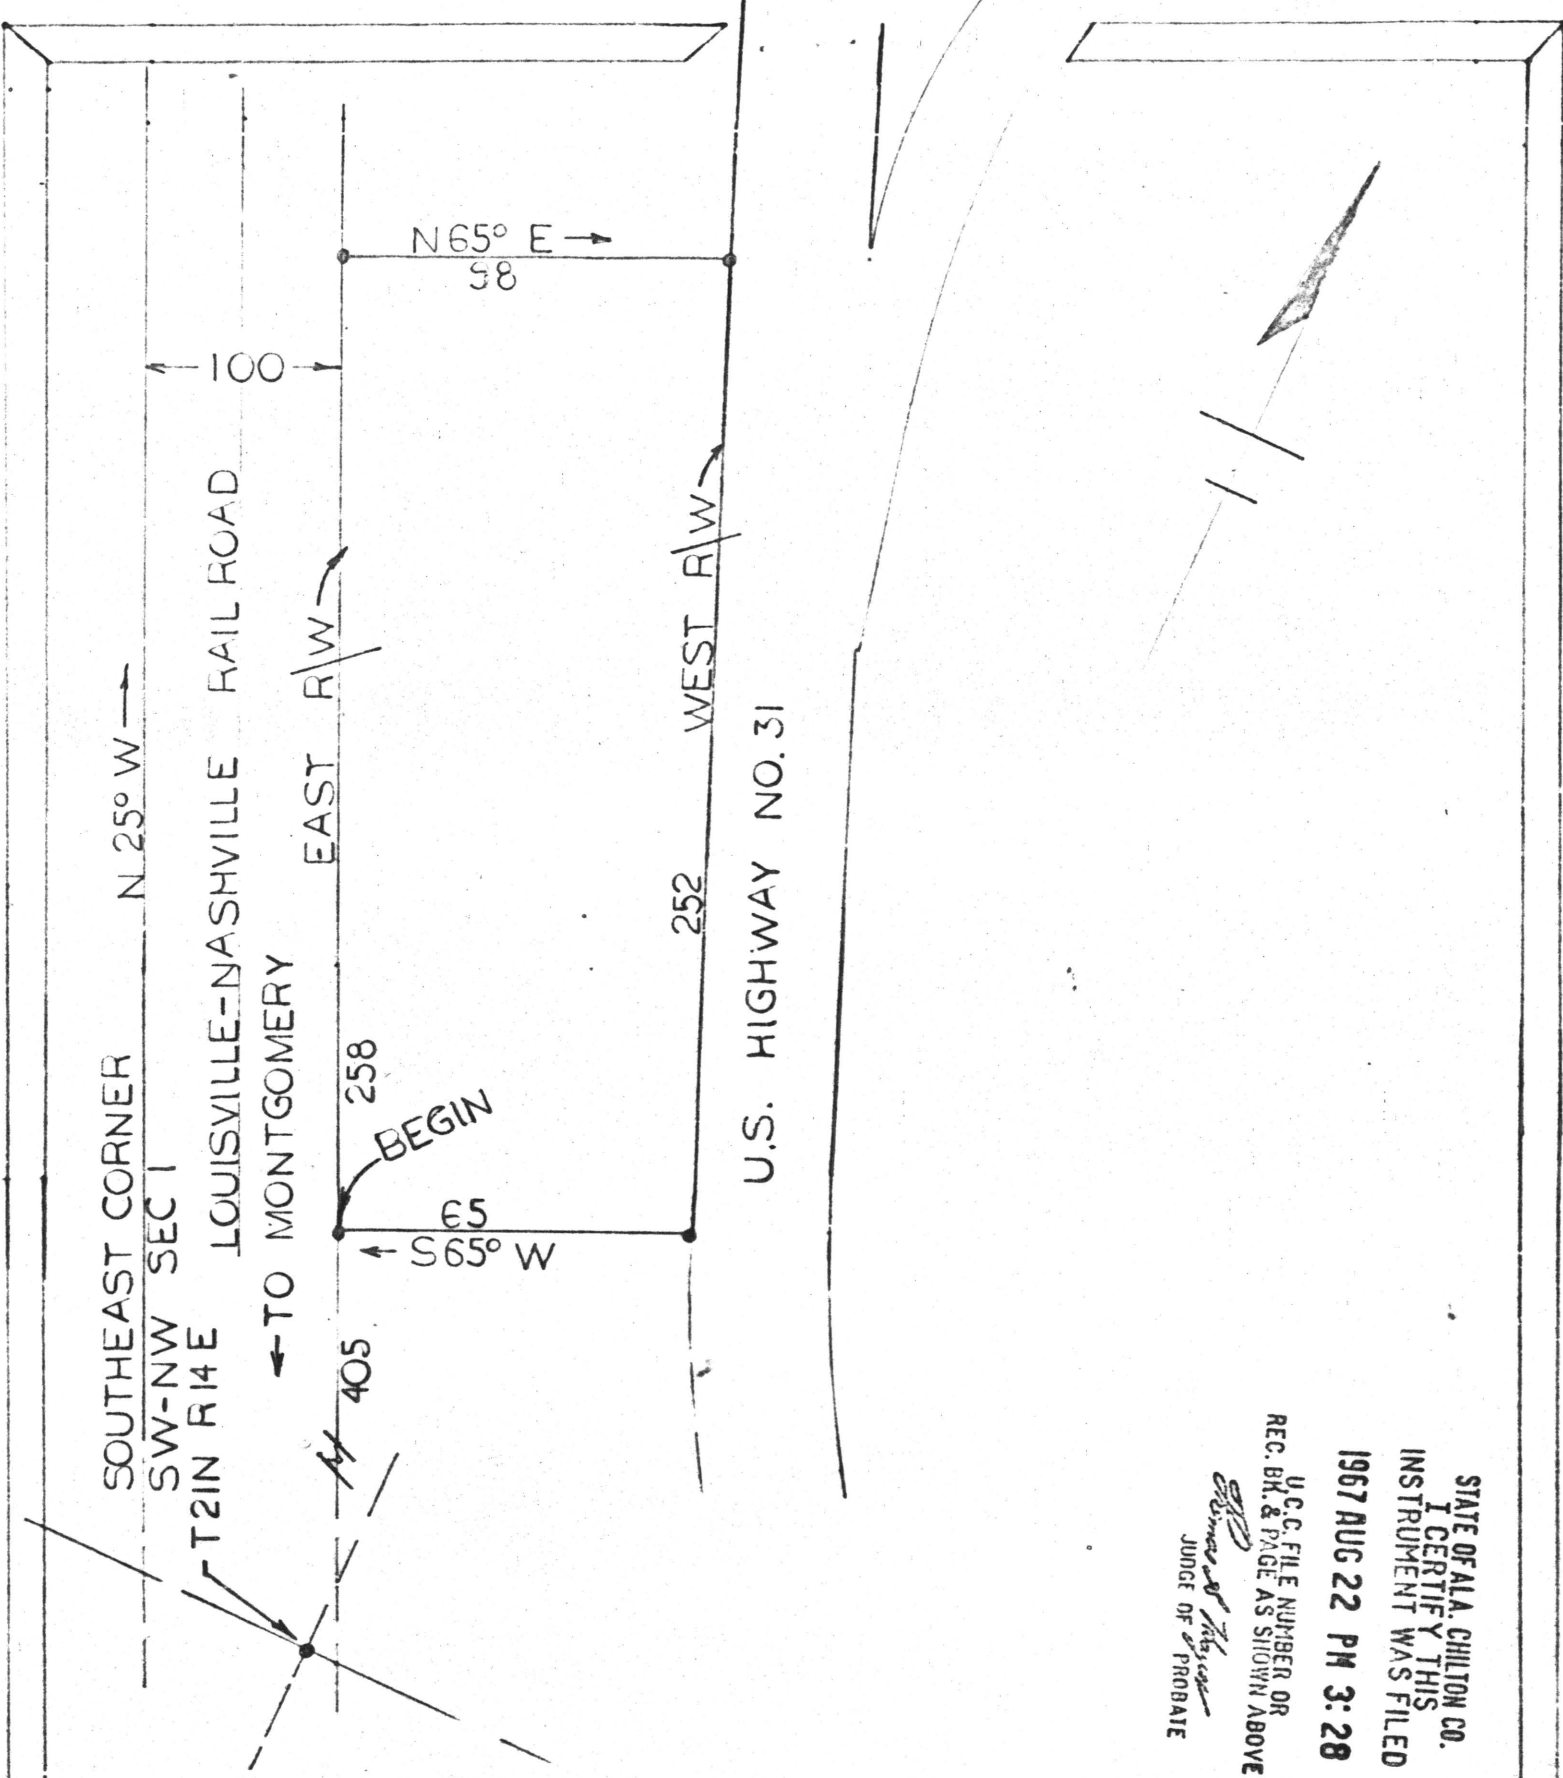 N 65° E →
98
←100→
N 25° W →
LOUISVILLE-NASHVILLE RAIL ROAD
EAST R/W
WEST R/W
252
U.S. HIGHWAY NO. 31
258
BEGIN
←TO MONTGOMERY
← S 65° W
405
SOUTHEAST CORNER
SW-NW SEC 1
T21N R14E
STATE OF ALA. CHILTON CO.
I CERTIFY THIS
INSTRUMENT WAS FILED
1967 AUG 22 PM 3:28
U.C.C. FILE NUMBER OR
REC. BK. & PAGE AS SHOWN ABOVE
JUDGE OF PROBATE